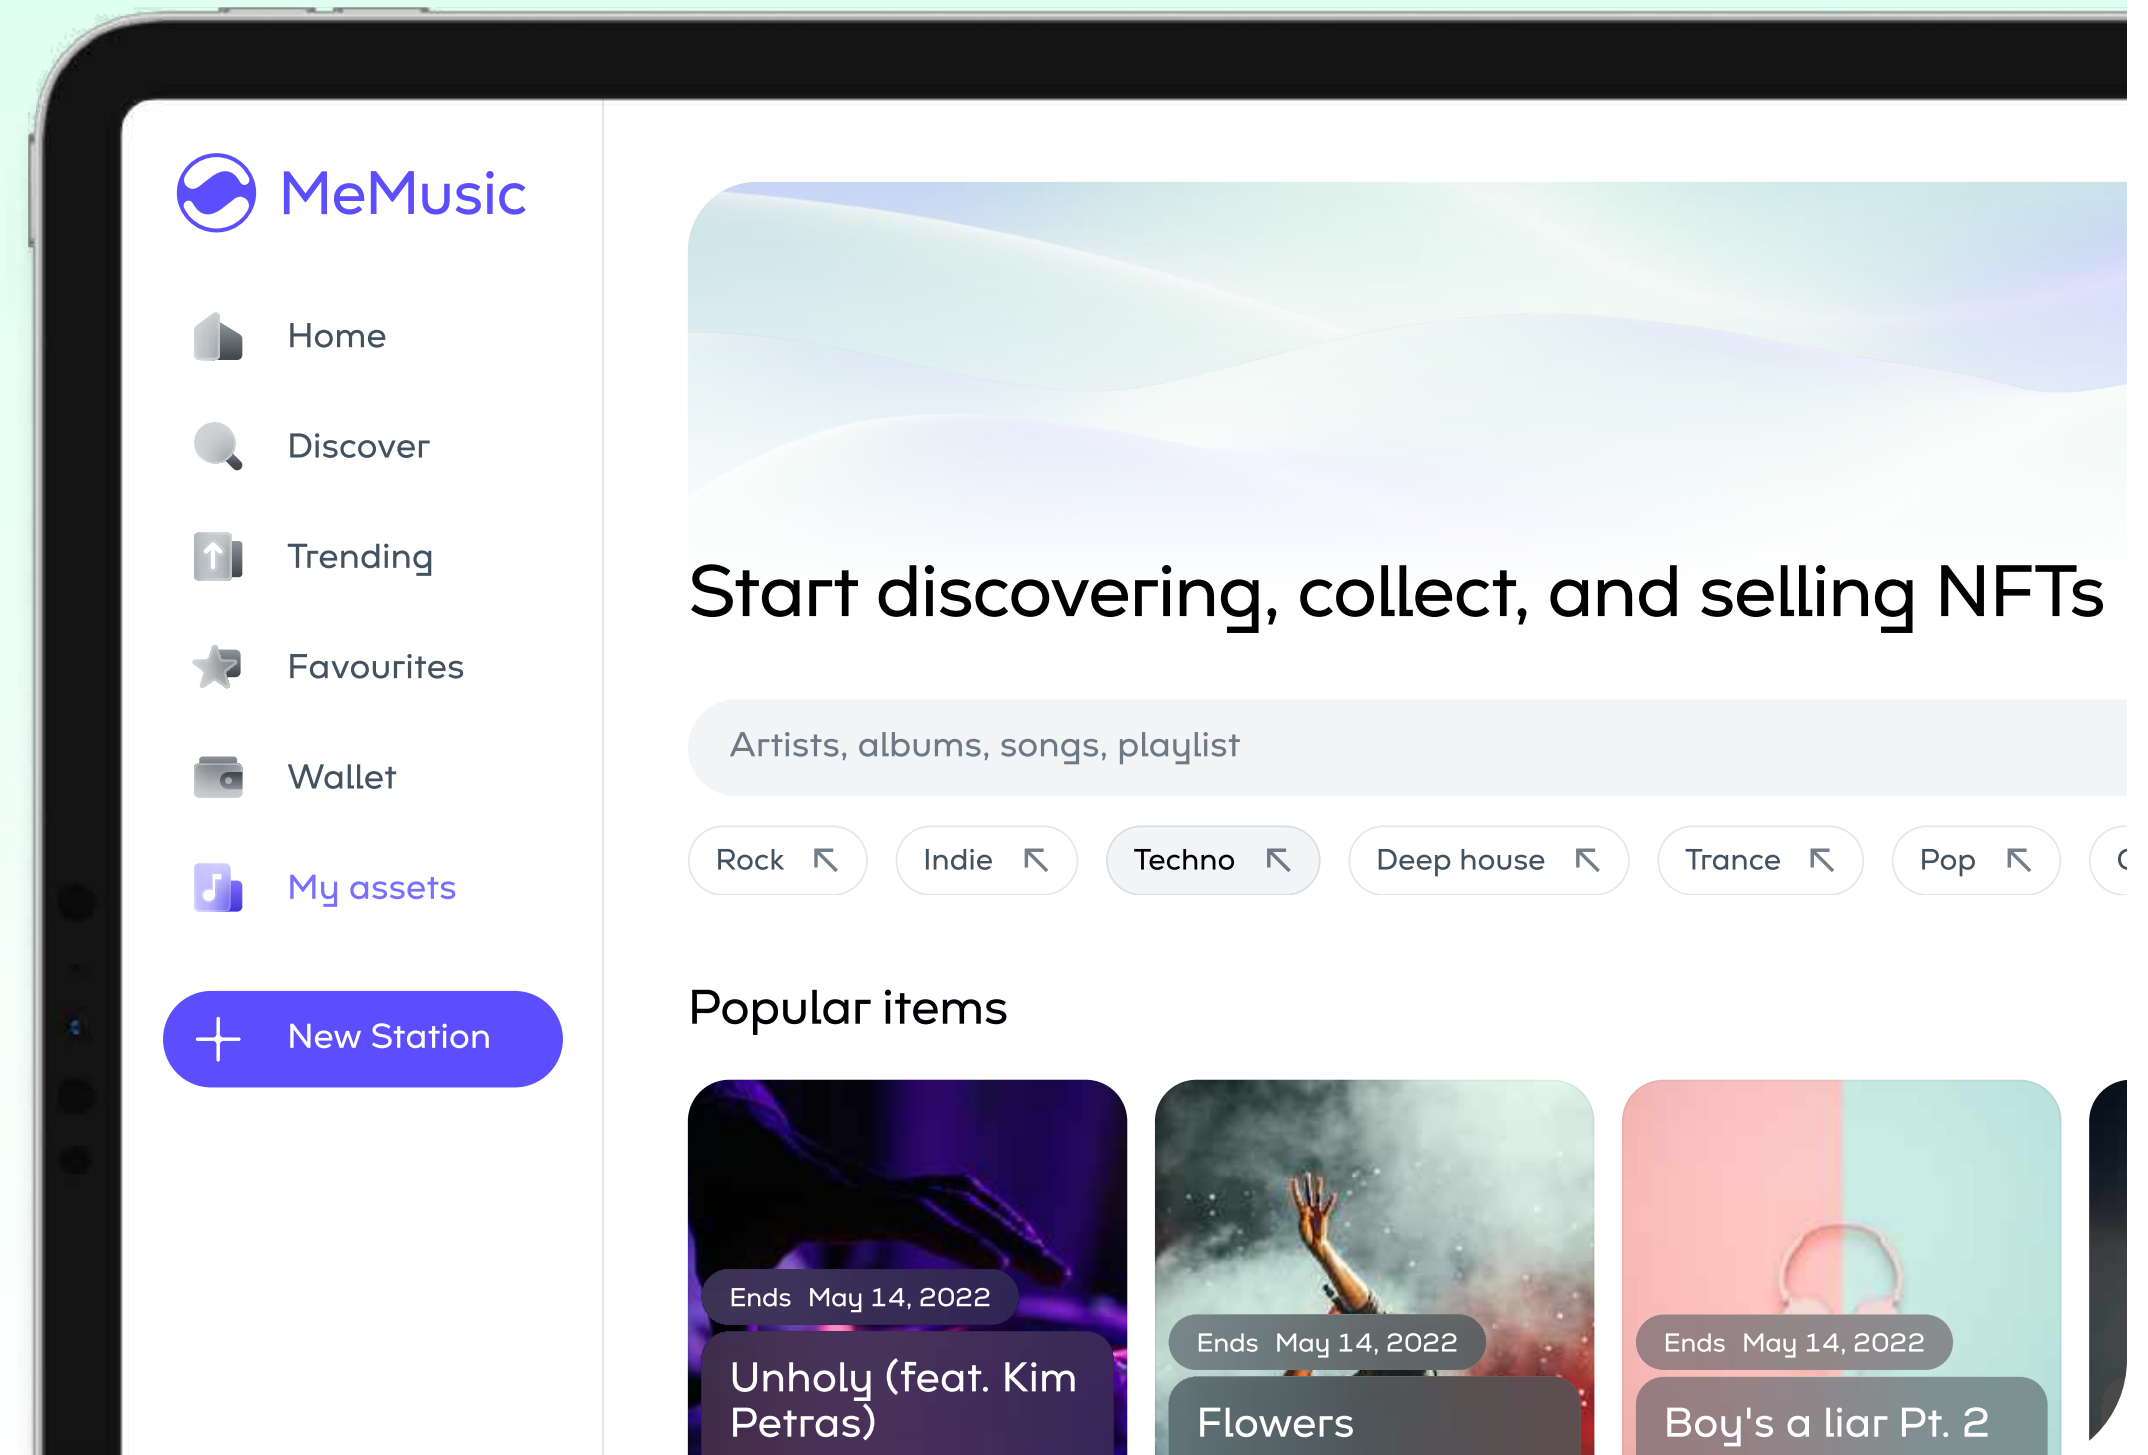 MeMusic
Home
Discover
Trending
Favourites
Wallet
My assets
New Station
Start discovering, collect, and selling NFTs
Artists, albums, songs, playlist
Rock
Indie
Techno
Deep house
Trance
Pop
Popular items
Ends May 14, 2022
Unholy (feat. Kim
Petras)
Ends May 14, 2022
Flowers
Ends May 14, 2022
Boy's a liar Pt. 2